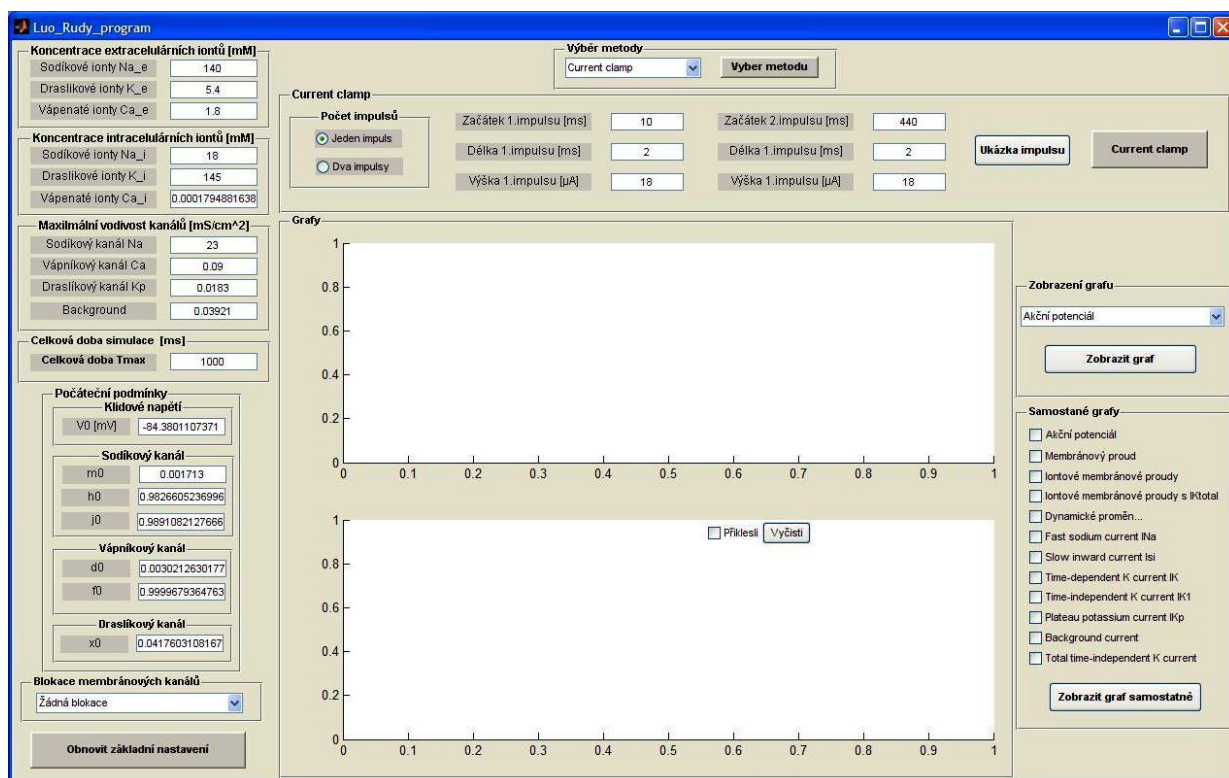 Luo_Rudy_program
Koncentrace extracelulárních iontů [mM]
Sodíkové ionty Na_e 140
Draslíkové ionty K_e 5.4
Vápenaté ionty Ca_e 1.8
Koncentrace intracelulárních iontů [mM]
Sodíkové ionty Na_i 18
Draslikové ionty K_i 145
Vápenaté ionty Ca_i 0.0001794881638
Maxilmální vodivost kanálů [mS/cm^2]
Sodíkový kanál Na 23
Vápníkový kanál Ca 0.09
Draslíkový kanál Kp 0.0183
Background 0.03921
Celková doba simulace [ms]
Celková doba Tmax 1000
Počáteční podmínky
Klidové napětí
V0 [mV] -84.3801107371
Sodíkový kanál
m0 0.001713
h0 0.9826605236996
j0 0.9891082127666
Vápníkový kanál
d0 0.0030212630177
f0 0.9999679364763
Draslíkový kanál
x0 0.0417603108167
Blokace membránových kanálů
Žádná blokace
Obnovit základní nastavení
Výběr metody
Current clamp Vyber metodu
Current clamp
Počet impulsů
Jeden impuls
Dva impulsy
Začátek 1.impulsu [ms] 10 Začátek 2.impulsu [ms] 440
Délka 1.impulsu [ms] 2 Délka 1.impulsu [ms] 2
Výška 1.impulsu [µA] 18 Výška 1.impulsu [µA] 18
Ukázka impulsu Current clamp
Grafy
1
0.8
0.6
0.4
0.2
0
0 0.1 0.2 0.3 0.4 0.5 0.6 0.7 0.8 0.9 1
Přiklesli Vyčisti
1
0.8
0.6
0.4
0.2
0
0 0.1 0.2 0.3 0.4 0.5 0.6 0.7 0.8 0.9 1
Zobrazení grafu
Akční potenciál
Zobrazit graf
Samostané grafy
Akční potenciál
Membránový proud
Iontové membránové proudy
Iontové membránové proudy s IKtotal
Dynamické proměn...
Fast sodium current INa
Slow inward current Isi
Time-dependent K current IK
Time-independent K current IK1
Plateau potassium current IKp
Background current
Total time-independent K current
Zobrazit graf samostatně